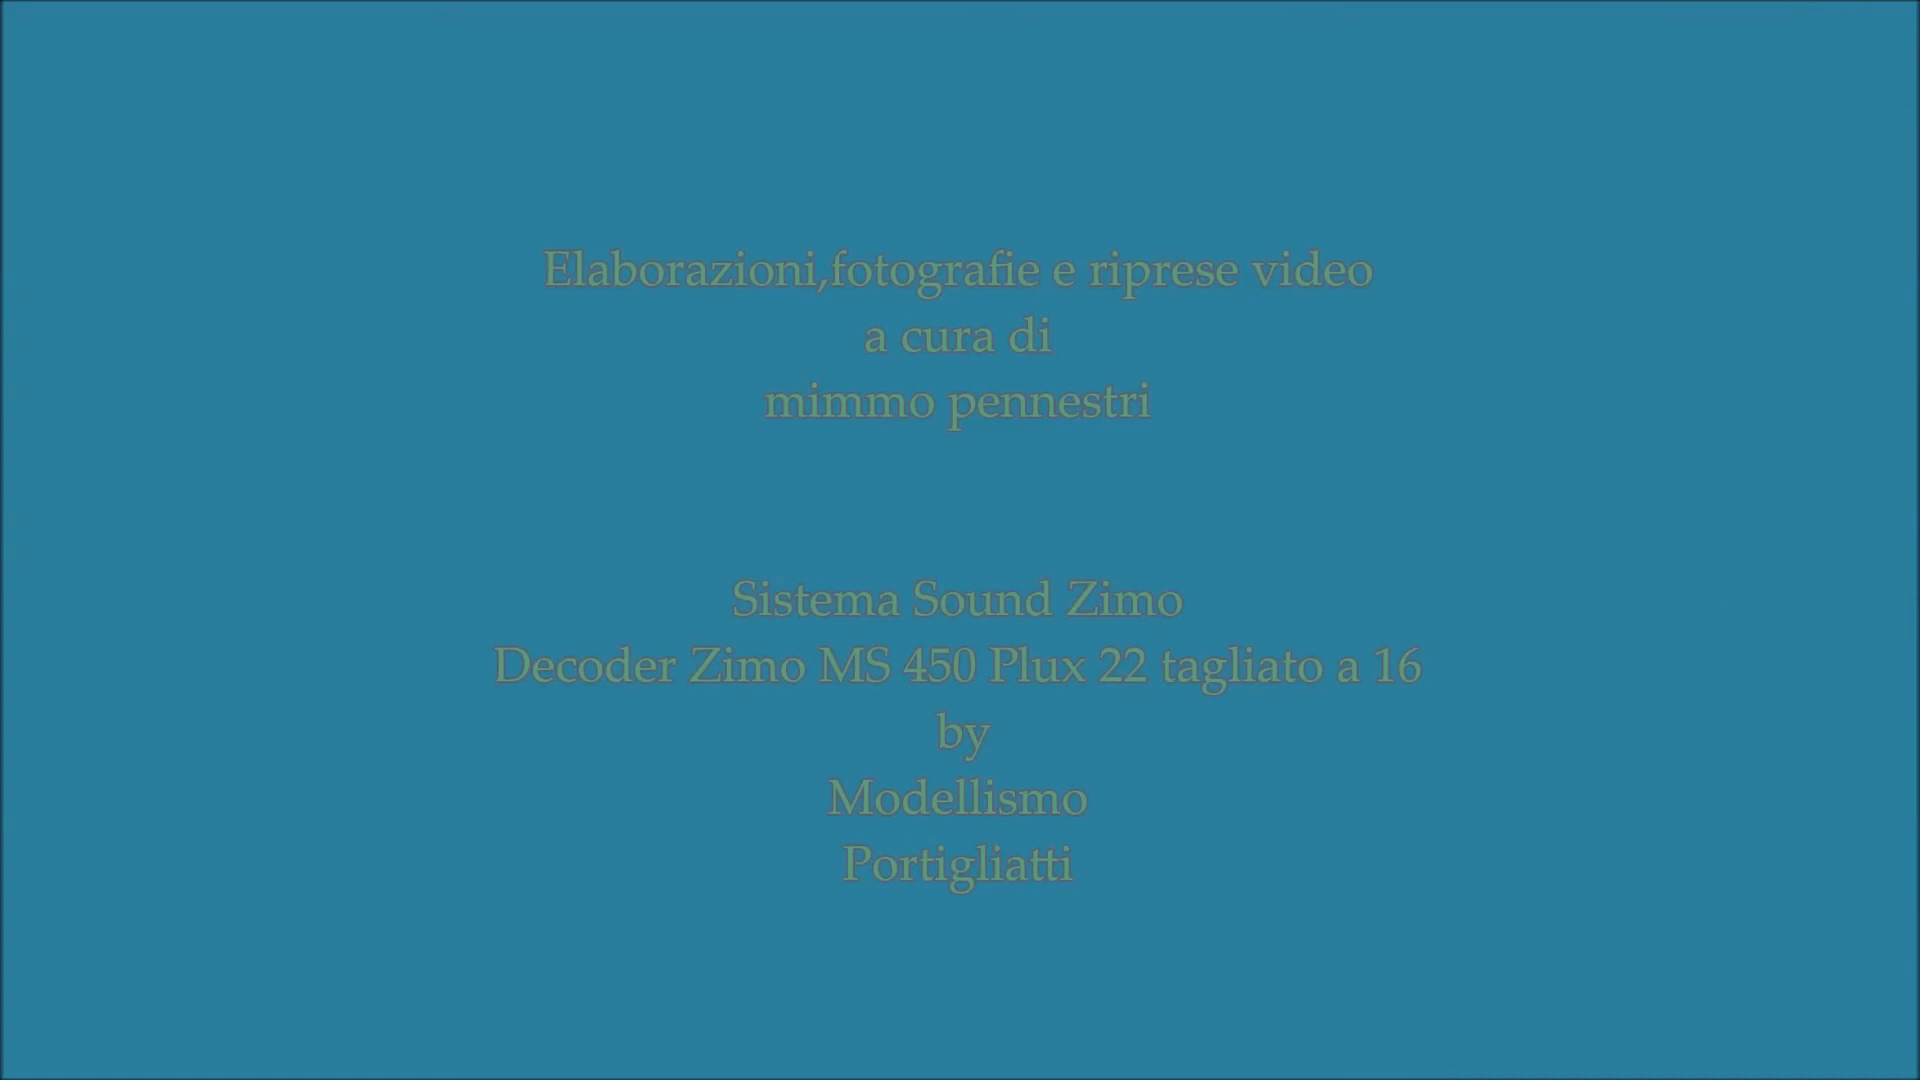 Elaborazioni,fotografie e riprese video
a cura di
mimmo pennestri
Sistema Sound Zimo
Decoder Zimo MS 450 Plux 22 tagliato a 16
by
Modellismo
Portigliatti